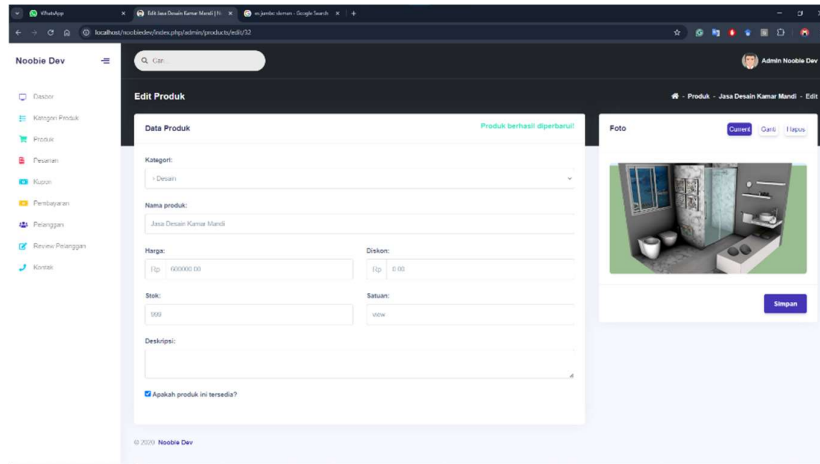 WhatsApp
Edit Jasa Desain Kamar Mandi | N
Google Search
localhost/noobiedev/index.php/admin/products/edit/32
Noobie Dev
Cari
Admin Noobie Dev
Edit Produk
- Produk - Jasa Desain Kamar Mandi - Edit
Dasbor
Kategori Produk
Produk
Pesanan
Kupon
Pembayaran
Pelanggan
Review Pelanggan
Kontak
Data Produk
Produk berhasil diperbarui!
Kategori:
- Desain
Nama produk:
Jasa Desain Kamar Mandi
Harga:
Diskon:
Rp 600000.00
Rp 0.00
Stok:
Satuan:
999
view
Deskripsi:
Apakah produk ini tersedia?
Foto
Current Ganti Hapus
Simpan
© 2020 Noobie Dev